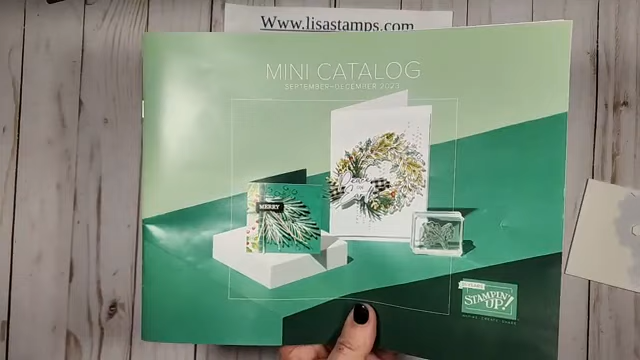 Www.lisastamps.com
MINI CATALOG
SEPTEMBER–DECEMBER 2023
MERRY
STAMPIN'
UP!